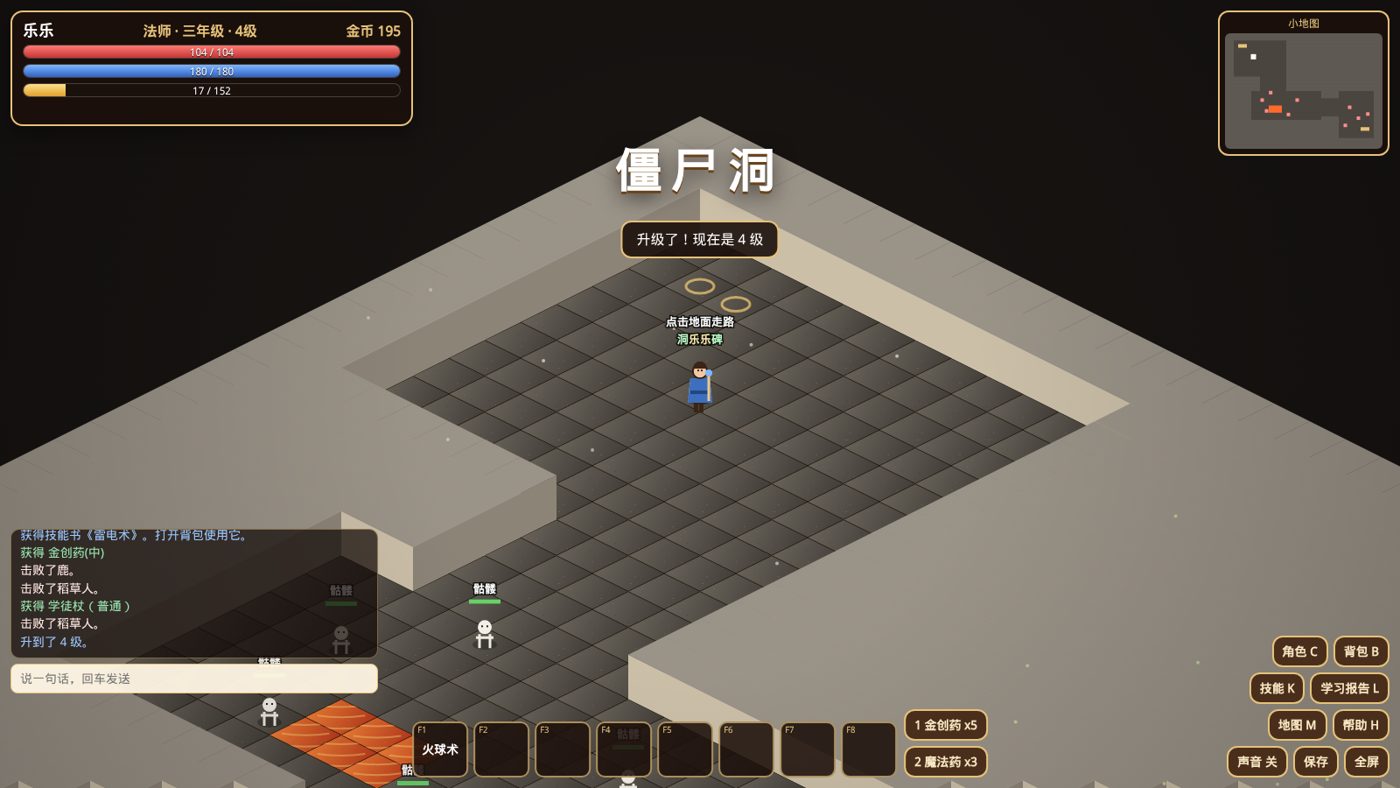 乐乐 法师 · 三年级 · 4级 金币 195
104 / 104
180 / 180
17 / 152
小地图
僵尸洞
升级了！现在是 4 级
点击地面走路
洞乐乐碑
获得技能书《雷电术》。打开背包使用它。
获得 金创药(中)
击败了鹿。
击败了稻草人。
获得 学徒杖（普通）
击败了稻草人。
升到了 4 级。
说一句话，回车发送
骷髅
骷髅
骷髅
骷髅
F1 火球术
F2
F3
F4
F5
F6
F7
F8
1 金创药 x5
2 魔法药 x3
角色 C
背包 B
技能 K
学习报告 L
地图 M
帮助 H
声音 关
保存
全屏